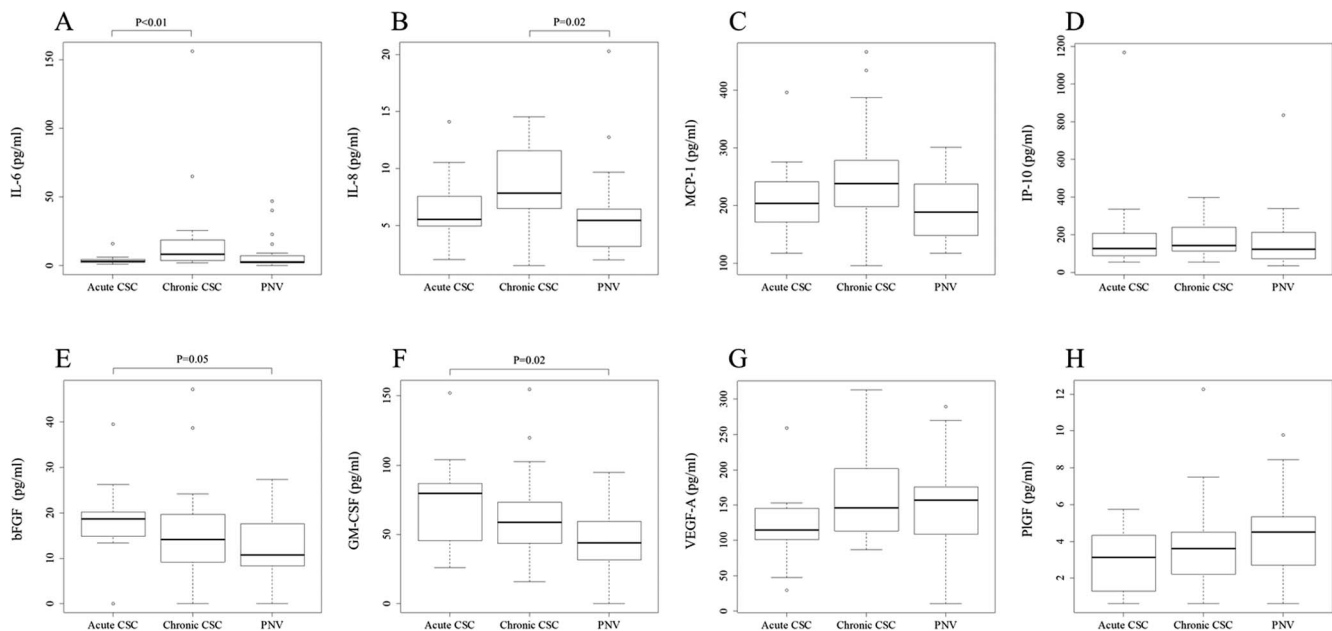 A
P<0.01
IL-6 (pg/ml)
150
100
50
0
Acute CSC Chronic CSC PNV
B
P=0.02
IL-8 (pg/ml)
20
15
10
5
Acute CSC Chronic CSC PNV
C
MCP-1 (pg/ml)
400
300
200
100
Acute CSC Chronic CSC PNV
D
IP-10 (pg/ml)
1200
1000
800
600
400
200
0
Acute CSC Chronic CSC PNV
E
P=0.05
bFGF (pg/ml)
40
30
20
10
0
Acute CSC Chronic CSC PNV
F
P=0.02
GM-CSF (pg/ml)
150
100
50
0
Acute CSC Chronic CSC PNV
G
VEGF-A (pg/ml)
300
250
200
150
100
50
0
Acute CSC Chronic CSC PNV
H
PlGF (pg/ml)
12
10
8
6
4
2
Acute CSC Chronic CSC PNV